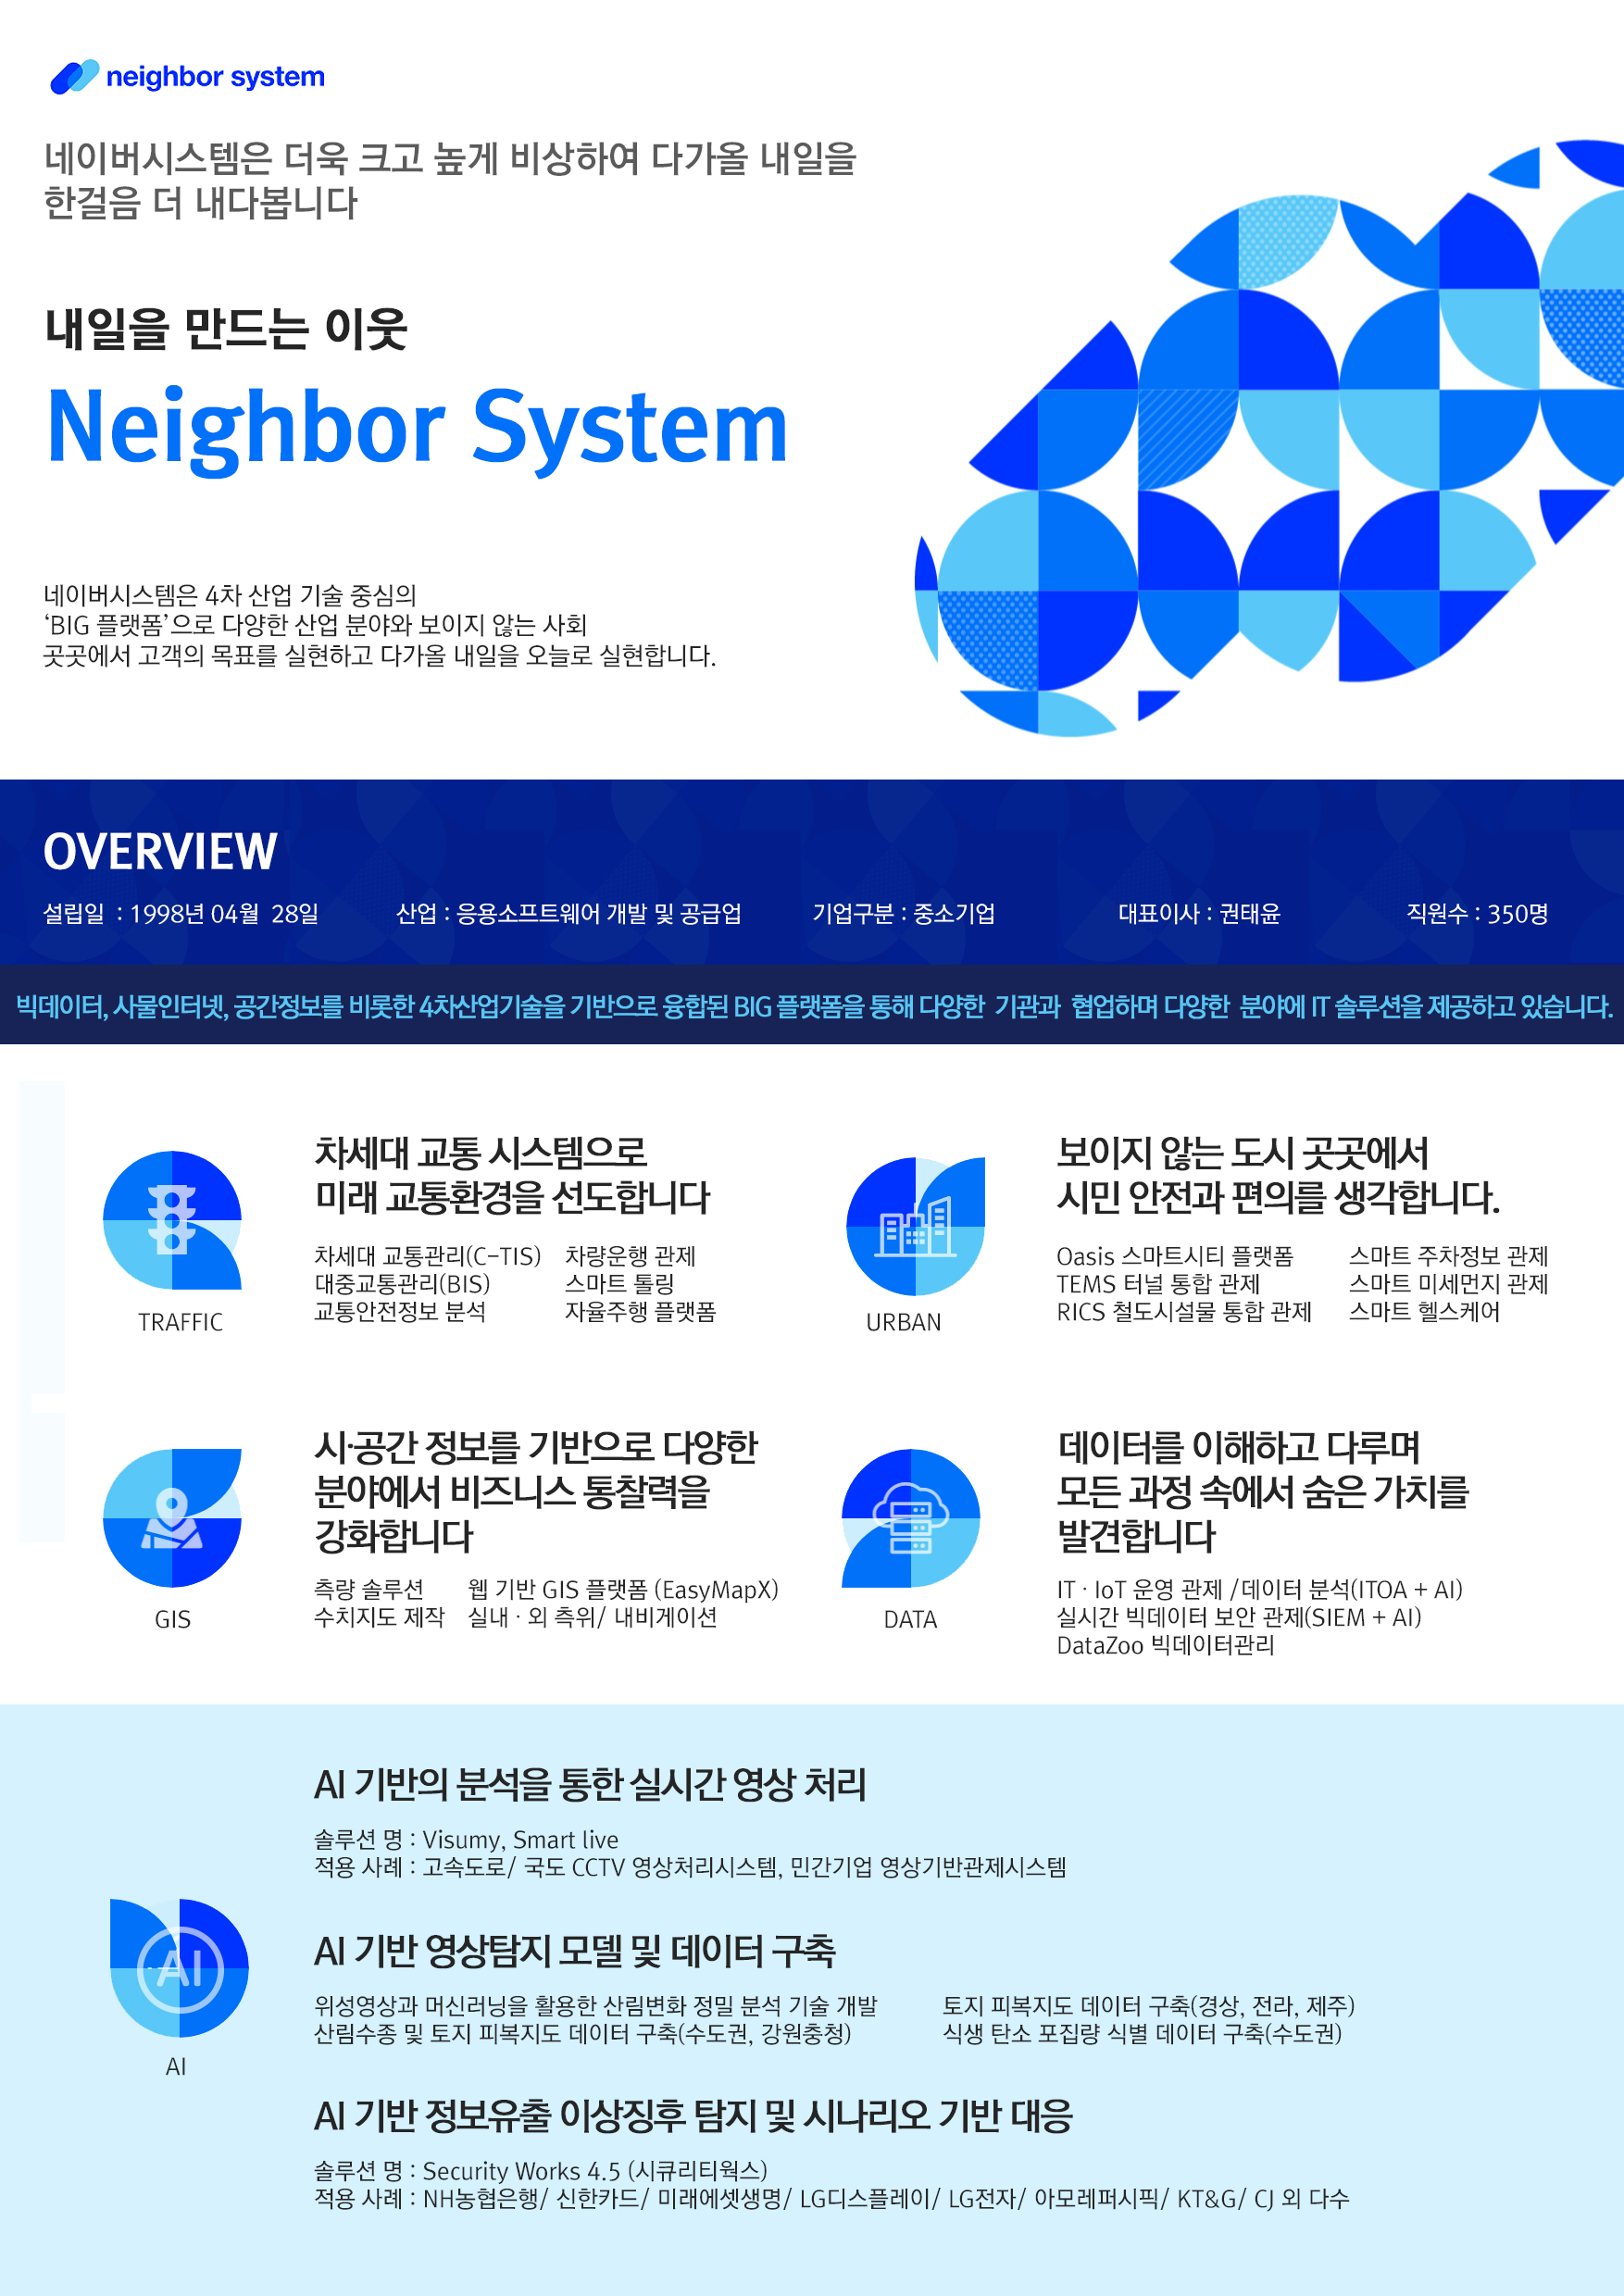 neighbor system
네이버시스템은 더욱 크고 높게 비상하여 다가올 내일을
한걸음 더 내다봅니다
내일을 만드는 이웃
Neighbor System
네이버시스템은 4차 산업 기술 중심의
‘BIG 플랫폼’으로 다양한 산업 분야와 보이지 않는 사회
곳곳에서 고객의 목표를 실현하고 다가올 내일을 오늘로 실현합니다.
OVERVIEW
설립일 : 1998년 04월 28일 산업 : 응용소프트웨어 개발 및 공급업 기업구분 : 중소기업 대표이사 : 권태윤 직원수 : 350명
빅데이터, 사물인터넷, 공간정보를 비롯한 4차산업기술을 기반으로 융합된 BIG 플랫폼을 통해 다양한 기관과 협업하며 다양한 분야에 IT 솔루션을 제공하고 있습니다.
차세대 교통 시스템으로
미래 교통환경을 선도합니다
차세대 교통관리(C-TIS) 차량운행 관제
대중교통관리(BIS) 스마트 톨링
교통안전정보 분석 자율주행 플랫폼
TRAFFIC
보이지 않는 도시 곳곳에서
시민 안전과 편의를 생각합니다.
Oasis 스마트시티 플랫폼 스마트 주차정보 관제
TEMS 터널 통합 관제 스마트 미세먼지 관제
RICS 철도시설물 통합 관제 스마트 헬스케어
URBAN
시·공간 정보를 기반으로 다양한
분야에서 비즈니스 통찰력을
강화합니다
측량 솔루션 웹 기반 GIS 플랫폼 (EasyMapX)
수치지도 제작 실내 · 외 측위/ 내비게이션
GIS
데이터를 이해하고 다루며
모든 과정 속에서 숨은 가치를
발견합니다
IT · IoT 운영 관제 /데이터 분석(ITOA + AI)
실시간 빅데이터 보안 관제(SIEM + AI)
DataZoo 빅데이터관리
DATA
AI 기반의 분석을 통한 실시간 영상 처리
솔루션 명 : Visumy, Smart live
적용 사례 : 고속도로/ 국도 CCTV 영상처리시스템, 민간기업 영상기반관제시스템
AI 기반 영상탐지 모델 및 데이터 구축
위성영상과 머신러닝을 활용한 산림변화 정밀 분석 기술 개발 토지 피복지도 데이터 구축(경상, 전라, 제주)
산림수종 및 토지 피복지도 데이터 구축(수도권, 강원충청) 식생 탄소 포집량 식별 데이터 구축(수도권)
AI
AI
AI 기반 정보유출 이상징후 탐지 및 시나리오 기반 대응
솔루션 명 : Security Works 4.5 (시큐리티웍스)
적용 사례 : NH농협은행/ 신한카드/ 미래에셋생명/ LG디스플레이/ LG전자/ 아모레퍼시픽/ KT&G/ CJ 외 다수